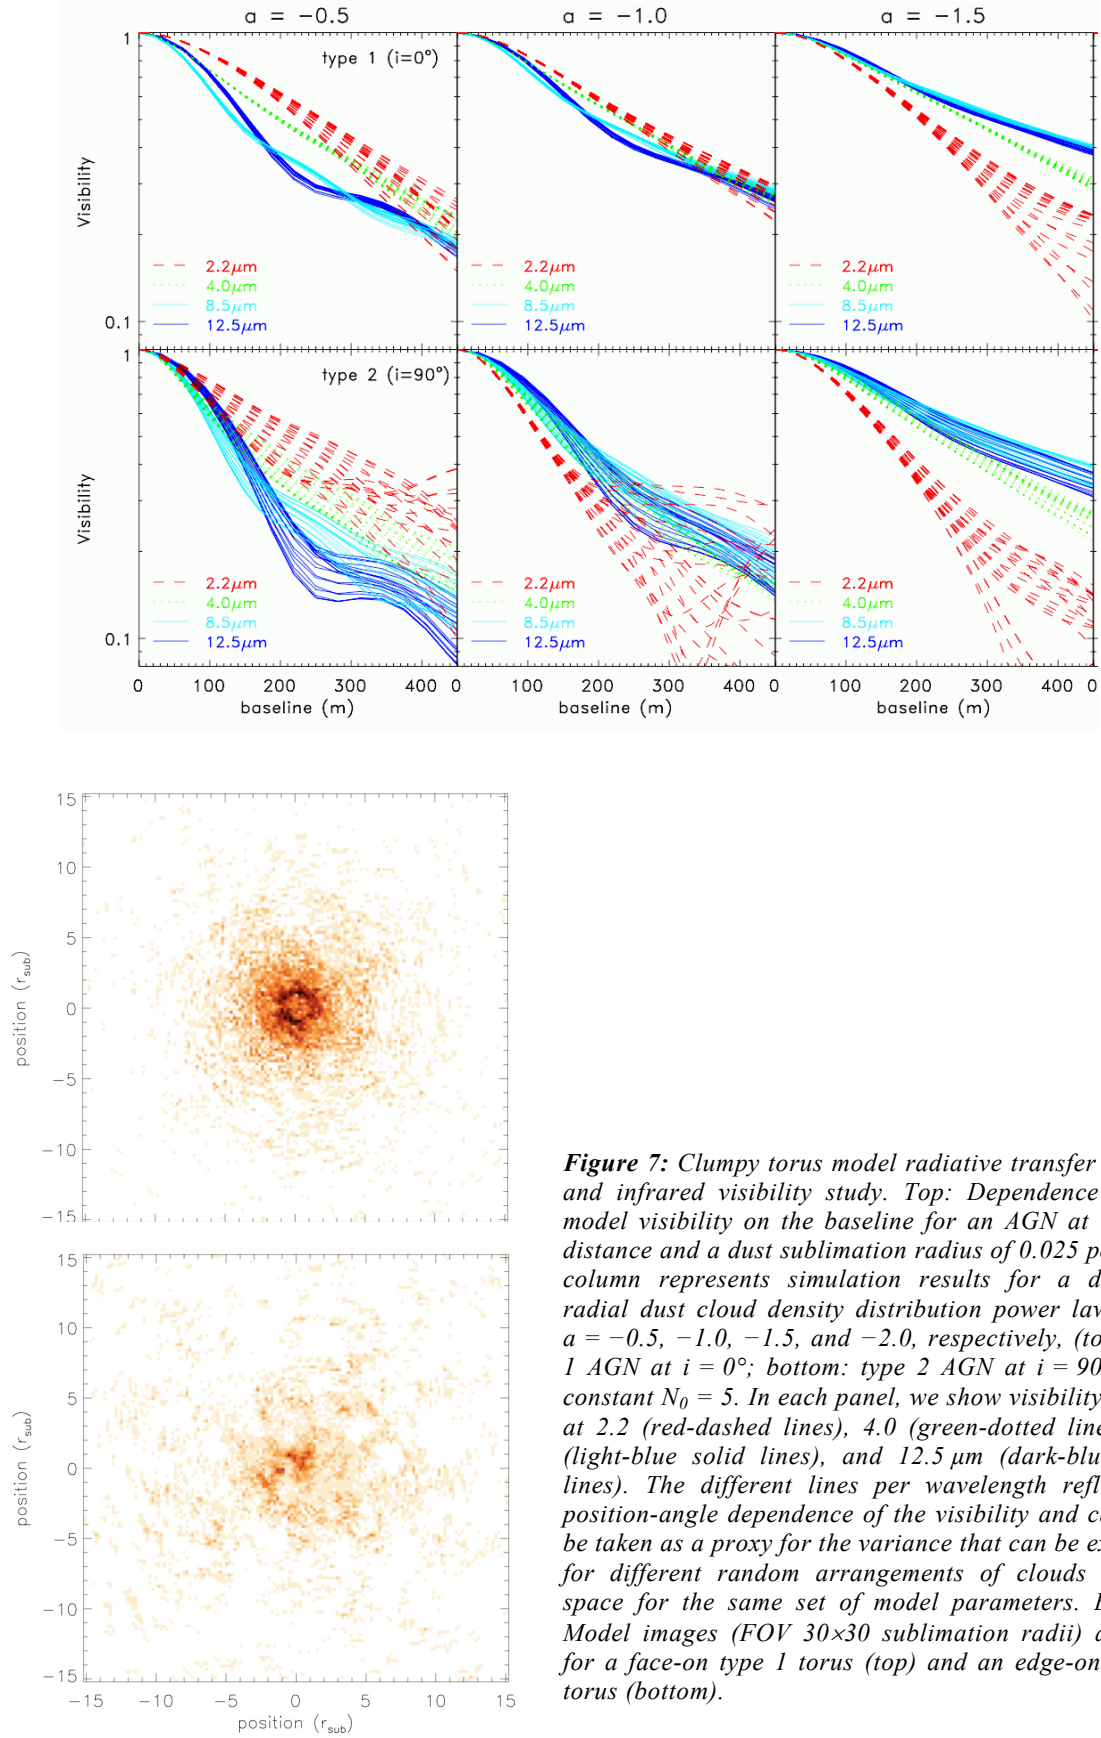 a = −0.5
a = −1.0
a = −1.5
1
type 1 (i=0°)
Visibility
2.2μm
4.0μm
8.5μm
12.5μm
2.2μm
4.0μm
8.5μm
12.5μm
2.2μm
4.0μm
8.5μm
12.5μm
0.1
1
type 2 (i=90°)
Visibility
2.2μm
4.0μm
8.5μm
12.5μm
2.2μm
4.0μm
8.5μm
12.5μm
2.2μm
4.0μm
8.5μm
12.5μm
0.1
0 100 200 300 400 0 100 200 300 400 0 100 200 300 400
baseline (m) baseline (m) baseline (m)
15
10
5
0
−5
−10
−15
position (r_sub)
15
10
5
0
−5
−10
−15
position (r_sub)
−15 −10 −5 0 5 10 15
position (r_sub)
Figure 7: Clumpy torus model radiative transfer
and infrared visibility study. Top: Dependence
model visibility on the baseline for an AGN at
distance and a dust sublimation radius of 0.025 p
column represents simulation results for a d
radial dust cloud density distribution power law
a = −0.5, −1.0, −1.5, and −2.0, respectively, (to
1 AGN at i = 0°; bottom: type 2 AGN at i = 90
constant N₀ = 5. In each panel, we show visibility
at 2.2 (red-dashed lines), 4.0 (green-dotted line
(light-blue solid lines), and 12.5 μm (dark-blu
lines). The different lines per wavelength refl
position-angle dependence of the visibility and c
be taken as a proxy for the variance that can be e
for different random arrangements of clouds
space for the same set of model parameters.
Model images (FOV 30×30 sublimation radii)
for a face-on type 1 torus (top) and an edge-on
torus (bottom).